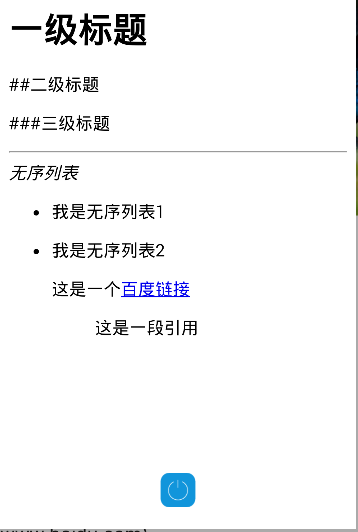 一级标题
##二级标题
###三级标题
无序列表
我是无序列表1
我是无序列表2
这是一个百度链接
这是一段引用